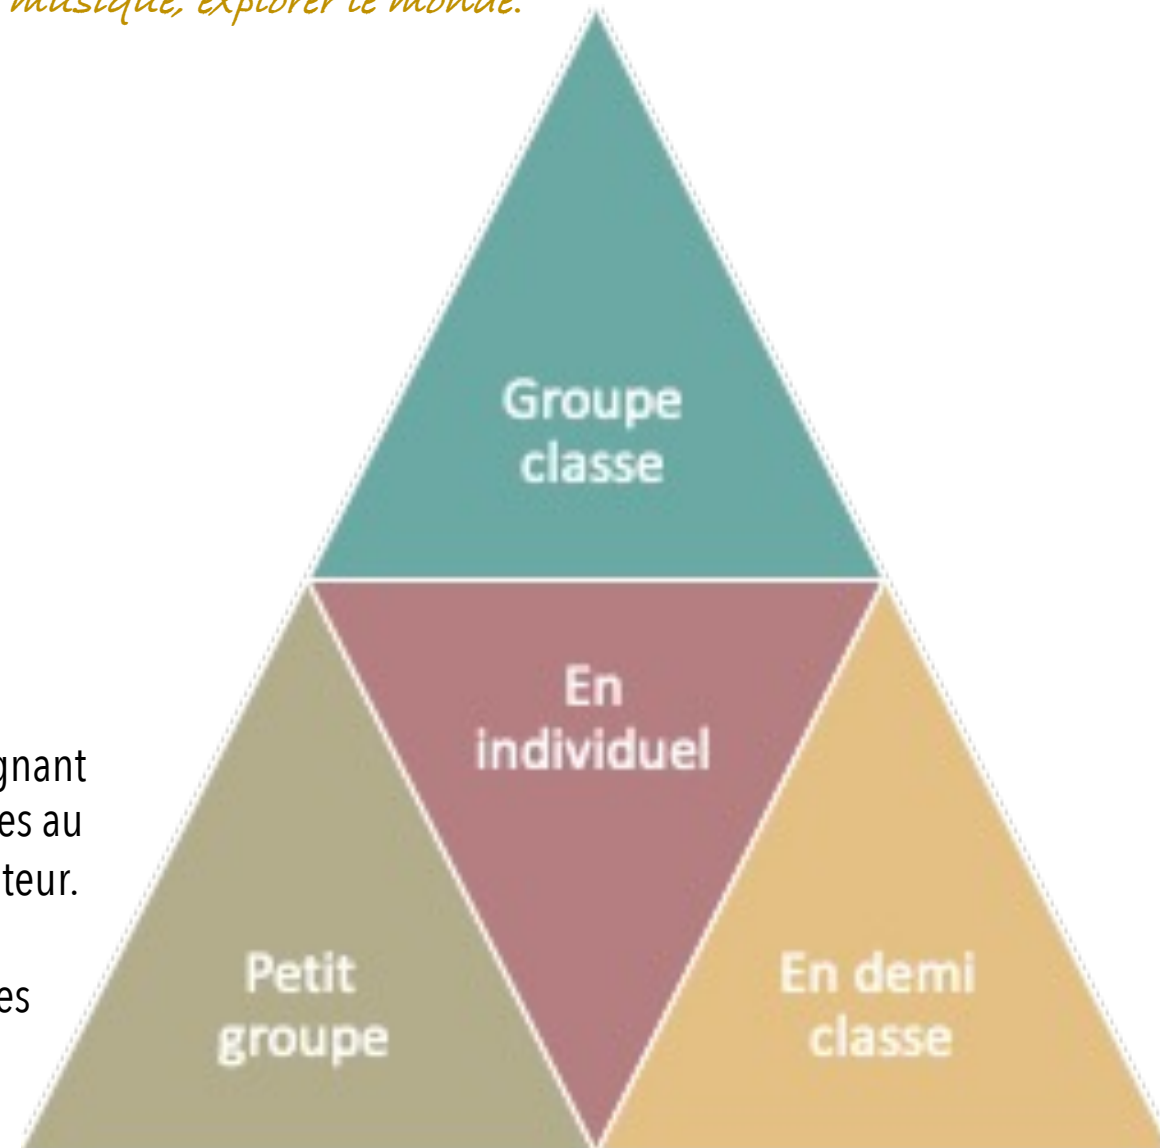 musique, explorer le monde.
Groupe
classe
En
individuel
gnant
es au
teur.
es
Petit
groupe
En demi
classe